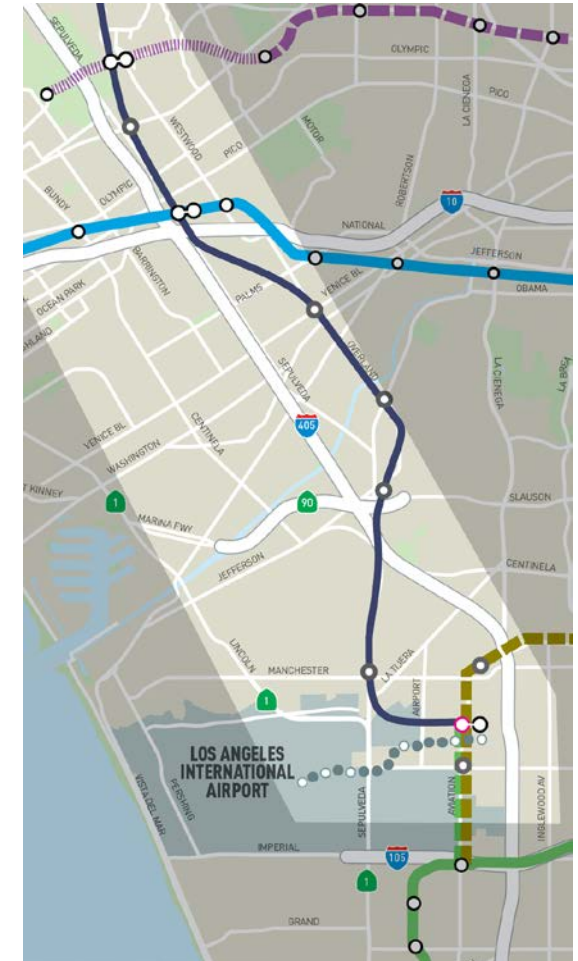 SEPULVEDA
OLYMPIC
LA CIENEGA
PICO
WESTWOOD
PICO
MOTOR
ROBERTSON
BUNDY
OLYMPIC
10
NATIONAL
JEFFERSON
BARRINGTON
OBAMA
PALMS
VENICE BL
OCEAN PARK
HLAND
OVERLAND
SEPULVEDA
LA CIENEGA
LA BREA
405
CENTINELA
VENICE BL
WASHINGTON
T KINNEY
1
90
SLAUSON
MARINA FWY
JEFFERSON
CENTINELA
LINCOLN
MANCHESTER
LA TIJERA
1
AIRPORT
LOS ANGELES
INTERNATIONAL
AIRPORT
VISTA DEL MAR
PERSHING
SEPULVEDA
AVIATION
INGLEWOOD AV
IMPERIAL
105
1
GRAND